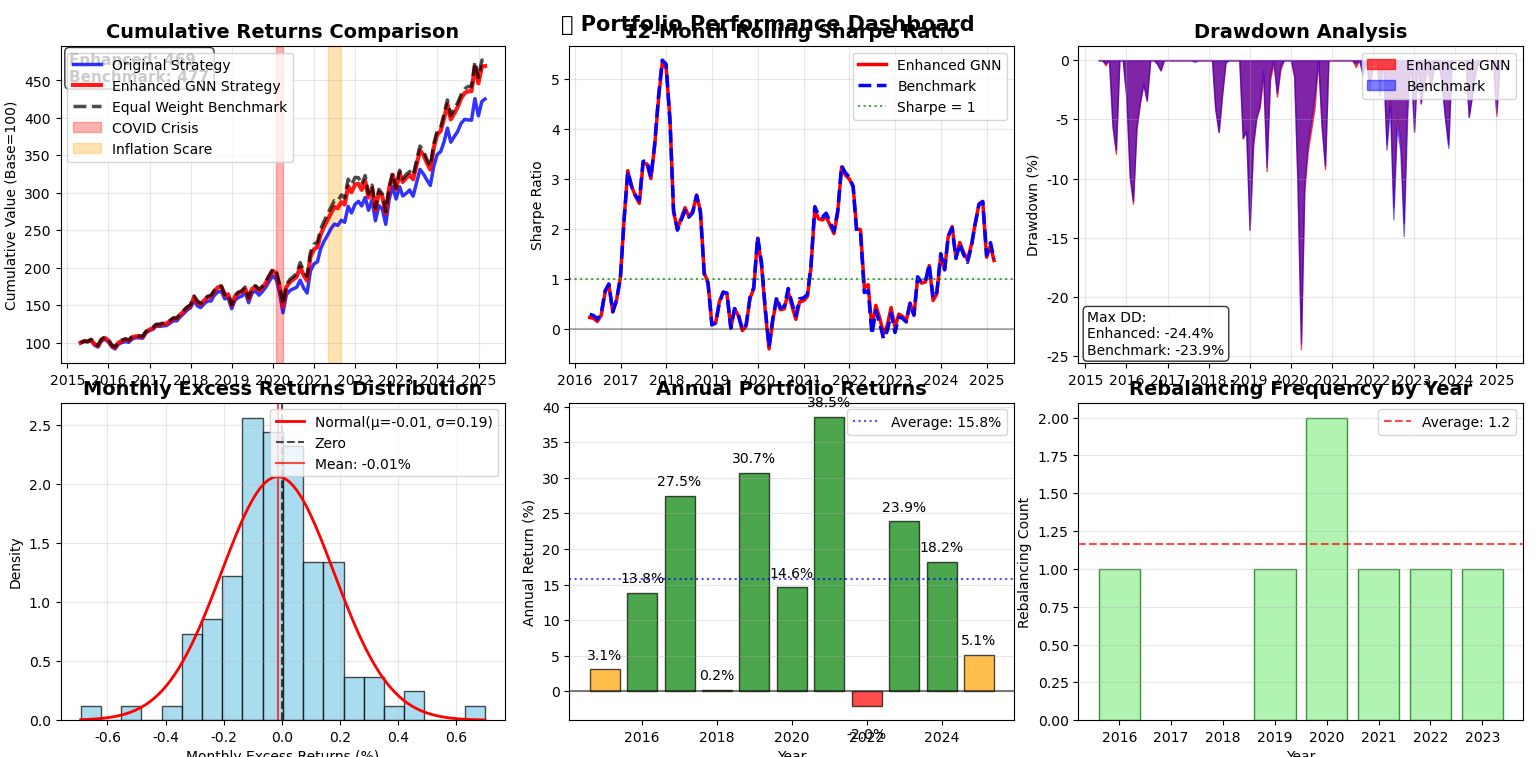 ▯ Portfolio Performance Dashboard
Cumulative Returns Comparison
Enhanced: 469
Benchmark: 477
Original Strategy
Enhanced GNN Strategy
Equal Weight Benchmark
COVID Crisis
Inflation Scare
Cumulative Value (Base=100)
450
400
350
300
250
200
150
100
2015 2016 2017 2018 2019 2020 2021 2022 2023 2024 2025
12-Month Rolling Sharpe Ratio
Enhanced GNN
Benchmark
Sharpe = 1
Sharpe Ratio
5
4
3
2
1
0
2016 2017 2018 2019 2020 2021 2022 2023 2024 2025
Drawdown Analysis
Enhanced GNN
Benchmark
Drawdown (%)
0
-5
-10
-15
-20
-25
Max DD:
Enhanced: -24.4%
Benchmark: -23.9%
2015 2016 2017 2018 2019 2020 2021 2022 2023 2024 2025
Monthly Excess Returns Distribution
Normal(μ=-0.01, σ=0.19)
Zero
Mean: -0.01%
Density
2.5
2.0
1.5
1.0
0.5
0.0
-0.6 -0.4 -0.2 0.0 0.2 0.4 0.6
Monthly Excess Returns (%)
Annual Portfolio Returns
Average: 15.8%
Annual Return (%)
40
35
30
25
20
15
10
5
0
3.1%
13.8%
27.5%
0.2%
30.7%
14.6%
38.5%
-2.0%
23.9%
18.2%
5.1%
2016 2018 2020 2022 2024
Year
Rebalancing Frequency by Year
Average: 1.2
Rebalancing Count
2.00
1.75
1.50
1.25
1.00
0.75
0.50
0.25
0.00
2016 2017 2018 2019 2020 2021 2022 2023
Year